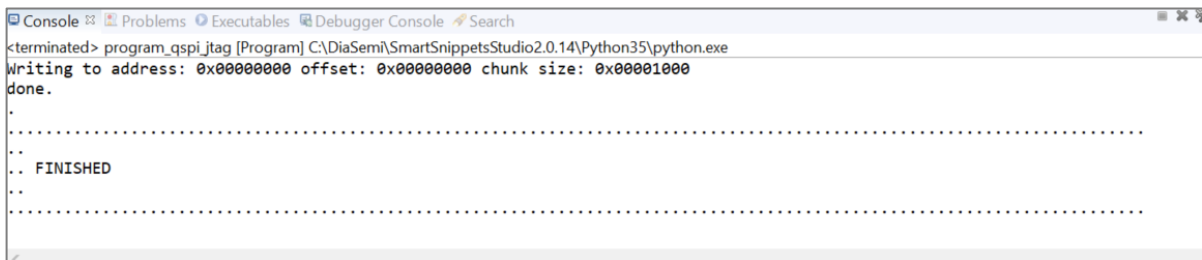 Console Problems Executables Debugger Console Search
<terminated> program_qspi_jtag [Program] C:\DiaSemi\SmartSnippetsStudio2.0.14\Python35\python.exe
Writing to address: 0x00000000 offset: 0x00000000 chunk size: 0x00001000
done.
.
........................................................................................................................
..
.. FINISHED
..
........................................................................................................................